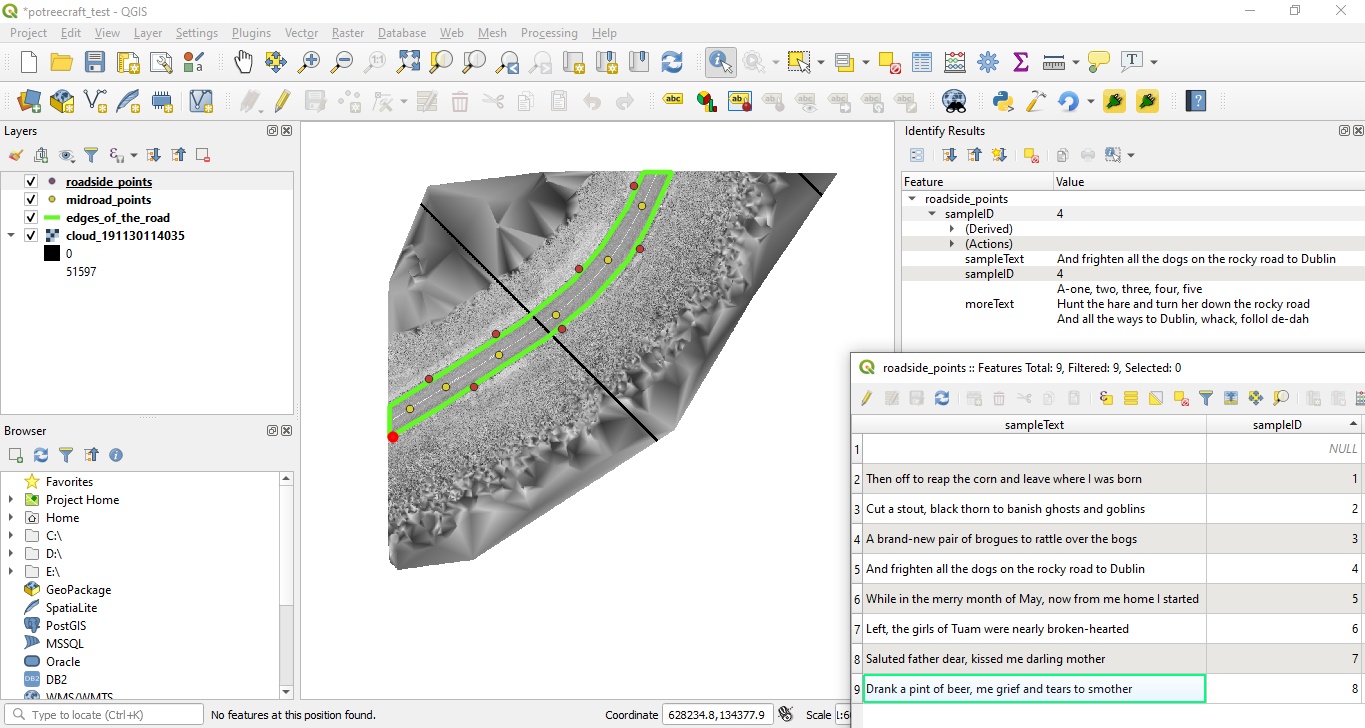 *potreecraft_test - QGIS
Project Edit View Layer Settings Plugins Vector Raster Database Web Mesh Processing Help
Layers
roadside_points
midroad_points
edges_of_the_road
cloud_191130114035
0
51597
Browser
Favorites
Project Home
Home
C:\
D:\
E:\
GeoPackage
SpatiaLite
PostGIS
MSSQL
Oracle
DB2
WMS/WMTS
Identify Results
Feature Value
roadside_points
sampleID 4
(Derived)
(Actions)
sampleText And frighten all the dogs on the rocky road to Dublin
sampleID 4
A-one, two, three, four, five
moreText Hunt the hare and turn her down the rocky road
And all the ways to Dublin, whack, follol de-dah
roadside_points :: Features Total: 9, Filtered: 9, Selected: 0
sampleText sampleID
1 NULL
2 Then off to reap the corn and leave where I was born 1
3 Cut a stout, black thorn to banish ghosts and goblins 2
4 A brand-new pair of brogues to rattle over the bogs 3
5 And frighten all the dogs on the rocky road to Dublin 4
6 While in the merry month of May, now from me home I started 5
7 Left, the girls of Tuam were nearly broken-hearted 6
8 Saluted father dear, kissed me darling mother 7
9 Drank a pint of beer, me grief and tears to smother 8
Type to locate (Ctrl+K) No features at this position found. Coordinate 628234.8,134377.9 Scale